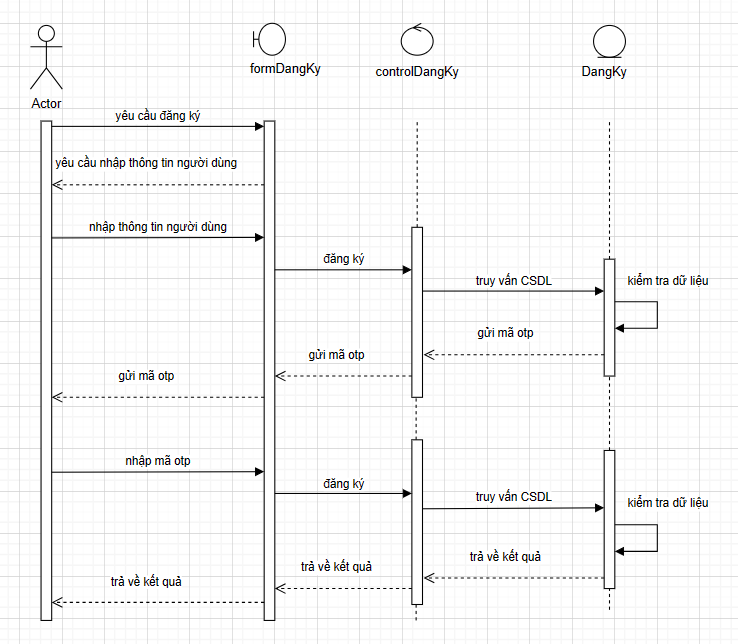 formDangKy
controlDangKy
DangKy
Actor
yêu cầu đăng ký
yêu cầu nhập thông tin người dùng
nhập thông tin người dùng
đăng ký
truy vấn CSDL
kiểm tra dữ liệu
gửi mã otp
gửi mã otp
gửi mã otp
nhập mã otp
đăng ký
truy vấn CSDL
kiểm tra dữ liệu
trả về kết quả
trả về kết quả
trả về kết quả